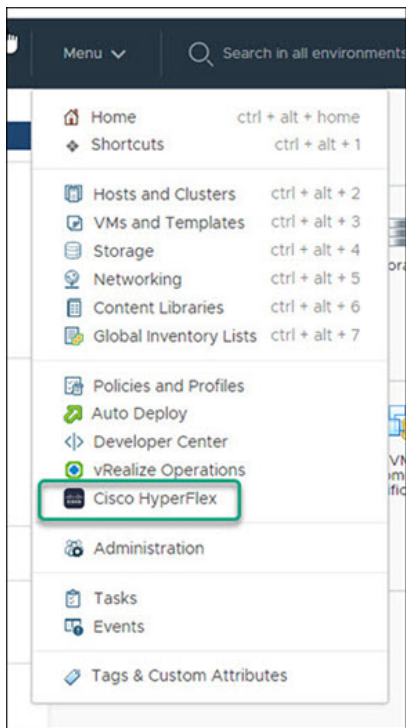 Menu
Search in all environments
Home ctrl + alt + home
Shortcuts ctrl + alt + 1
Hosts and Clusters ctrl + alt + 2
VMs and Templates ctrl + alt + 3
Storage ctrl + alt + 4
Networking ctrl + alt + 5
Content Libraries ctrl + alt + 6
Global Inventory Lists ctrl + alt + 7
Policies and Profiles
Auto Deploy
Developer Center
vRealize Operations
Cisco HyperFlex
Administration
Tasks
Events
Tags & Custom Attributes